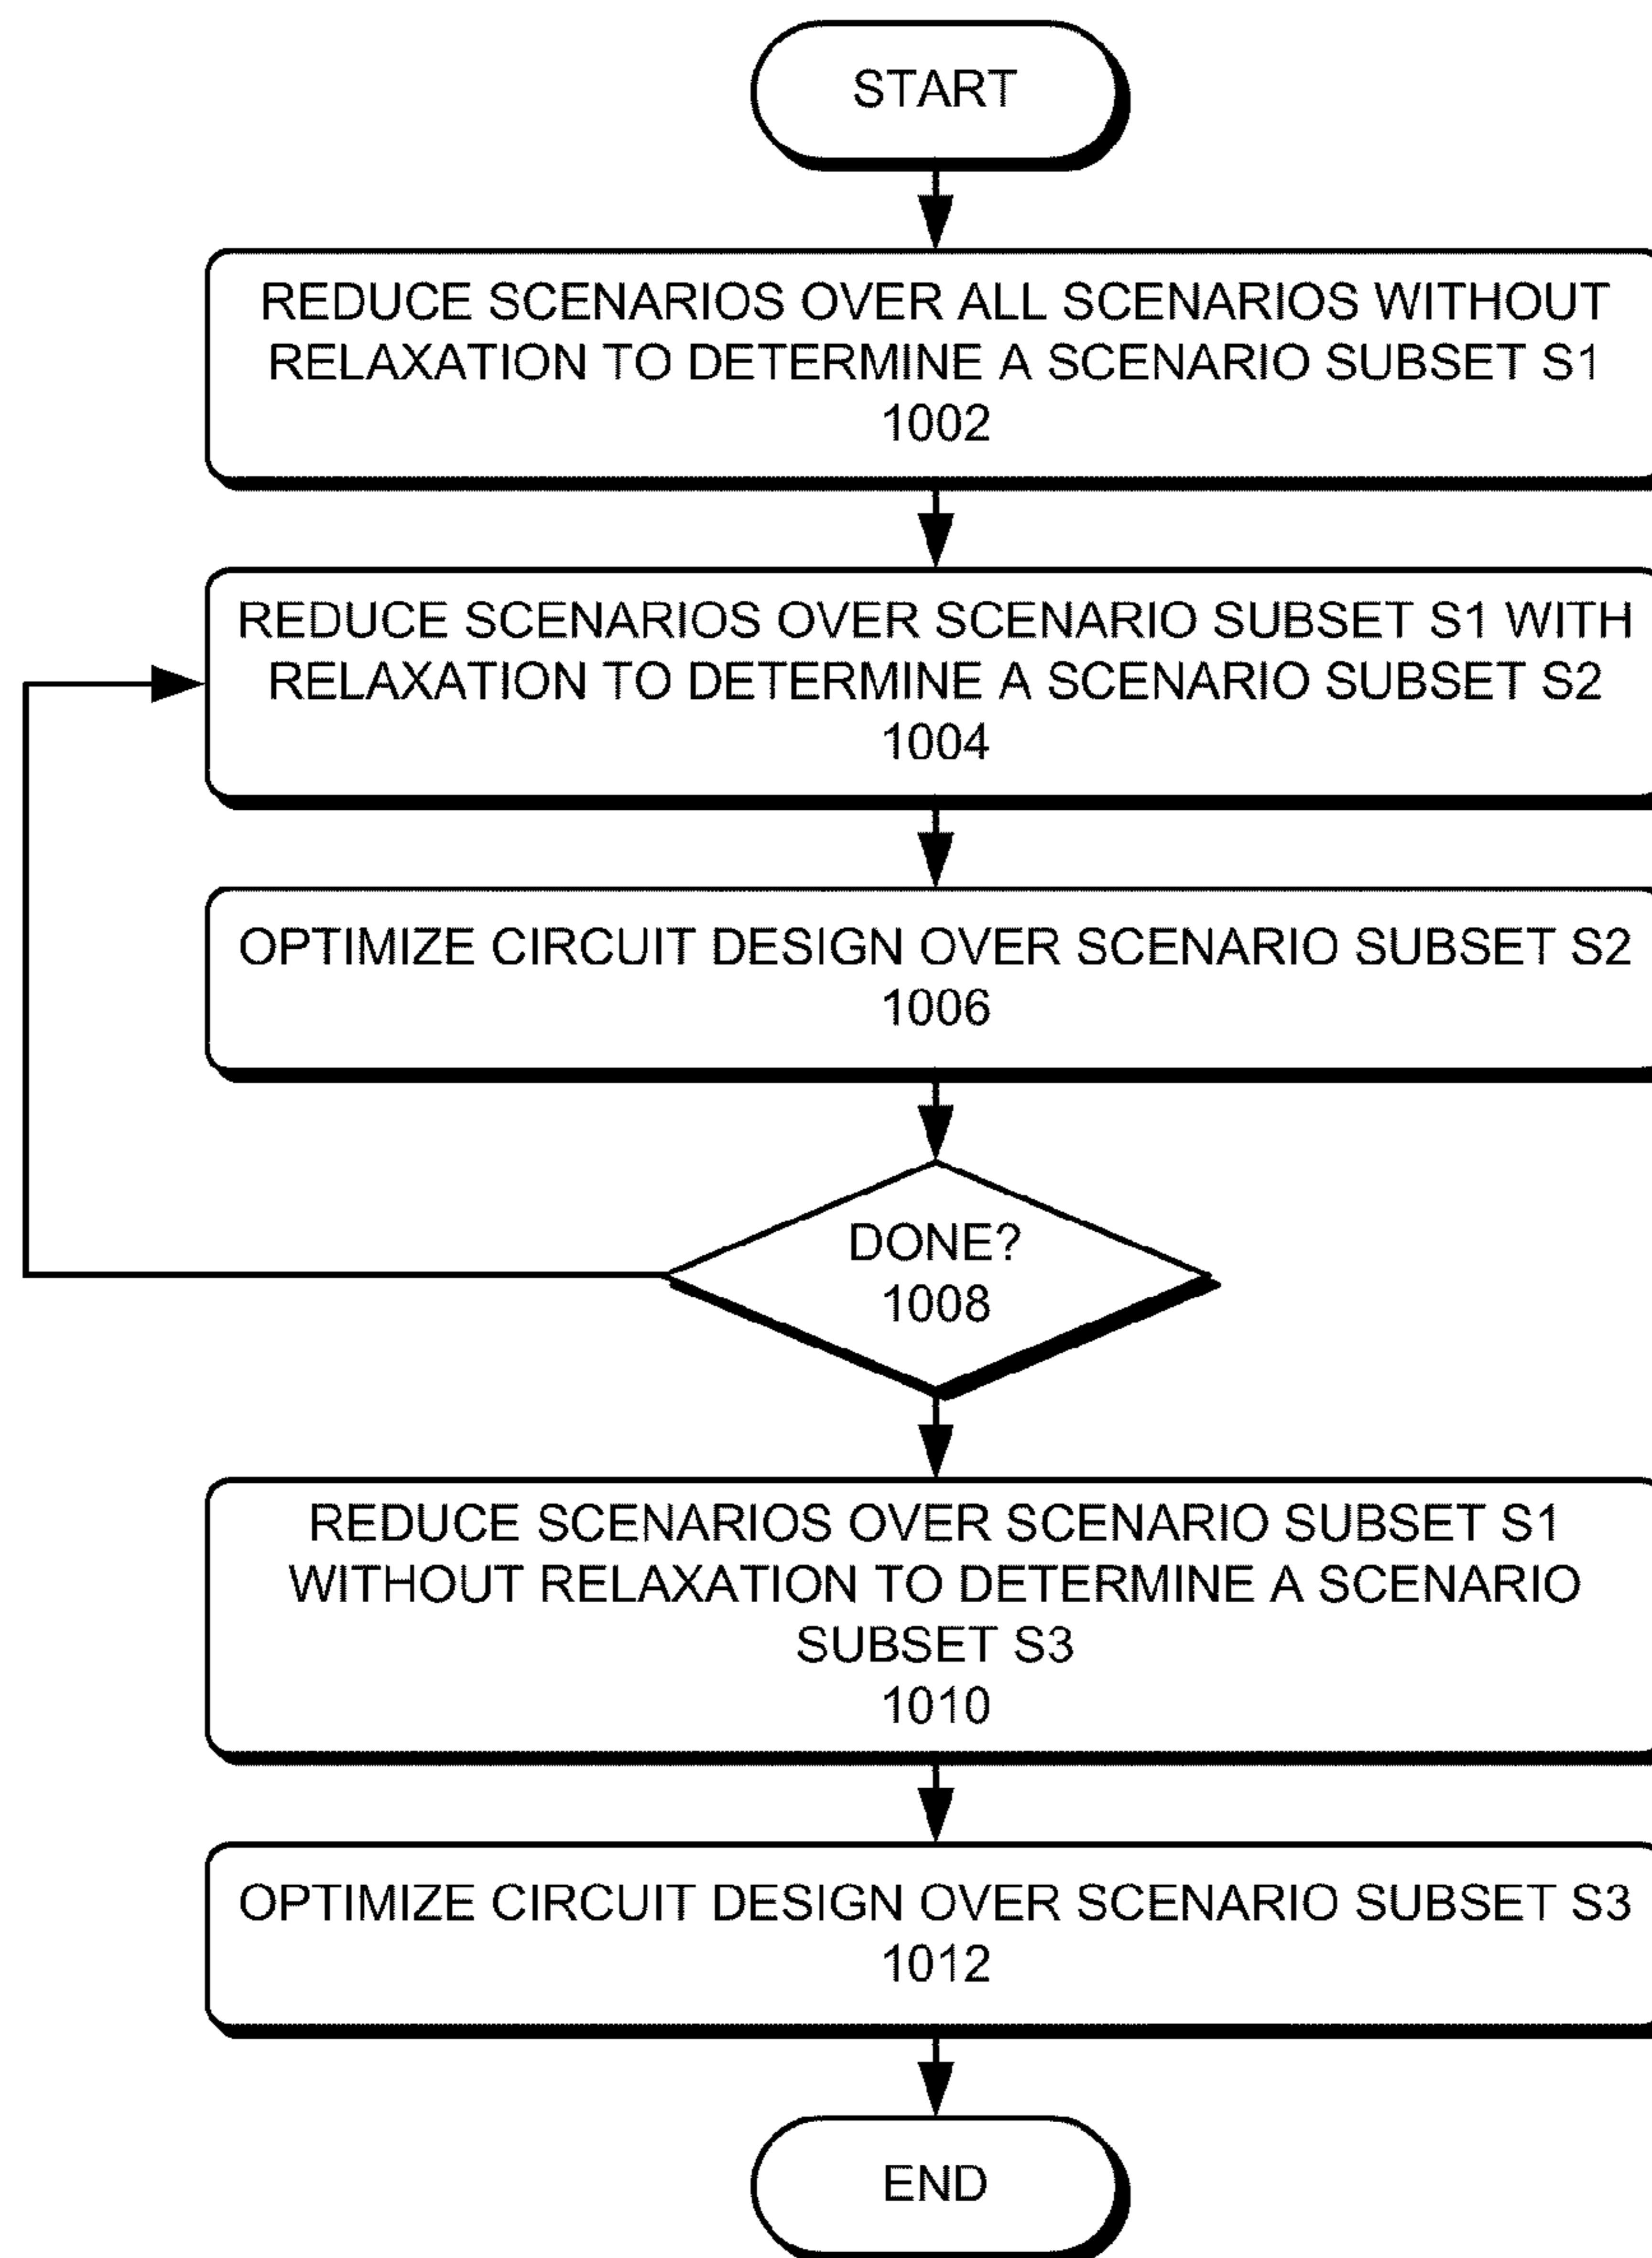 START
REDUCE SCENARIOS OVER ALL SCENARIOS WITHOUT
RELAXATION TO DETERMINE A SCENARIO SUBSET S1
1002
REDUCE SCENARIOS OVER SCENARIO SUBSET S1 WITH
RELAXATION TO DETERMINE A SCENARIO SUBSET S2
1004
OPTIMIZE CIRCUIT DESIGN OVER SCENARIO SUBSET S2
1006
DONE?
1008
REDUCE SCENARIOS OVER SCENARIO SUBSET S1
WITHOUT RELAXATION TO DETERMINE A SCENARIO
SUBSET S3
1010
OPTIMIZE CIRCUIT DESIGN OVER SCENARIO SUBSET S3
1012
END